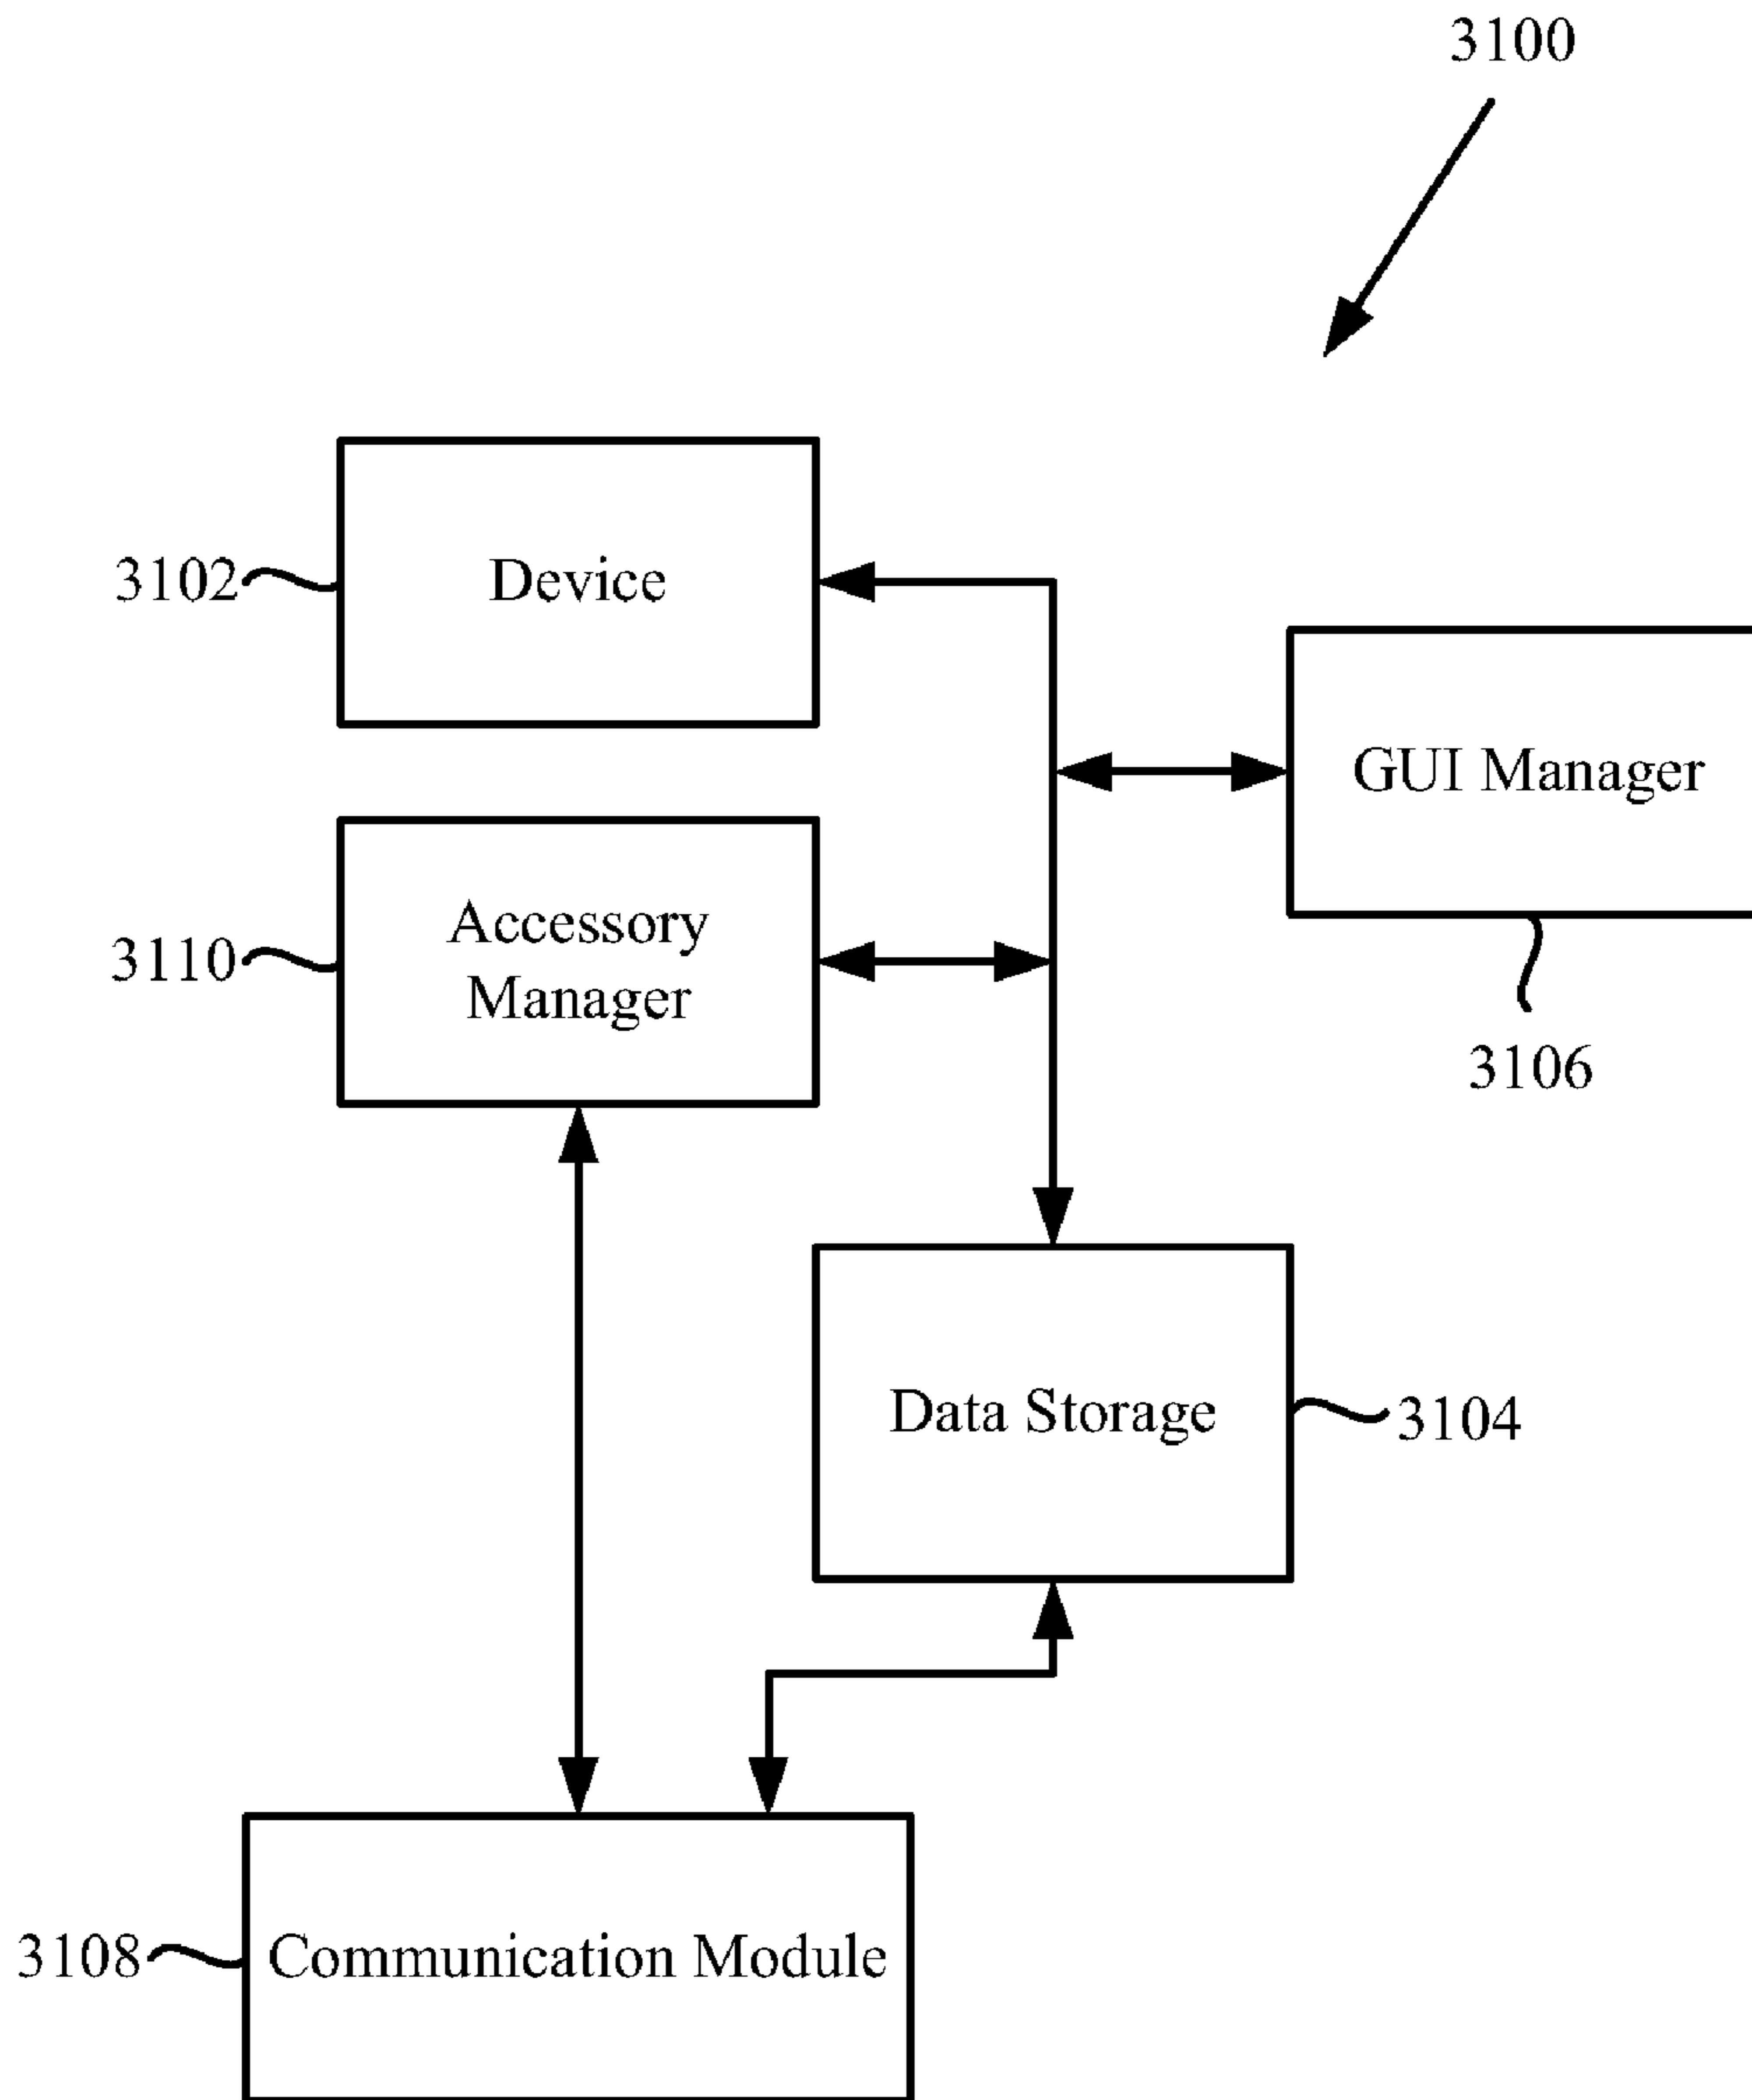 3100
3102
Device
GUI Manager
3110
Accessory
Manager
3106
Data Storage
3104
3108
Communication Module